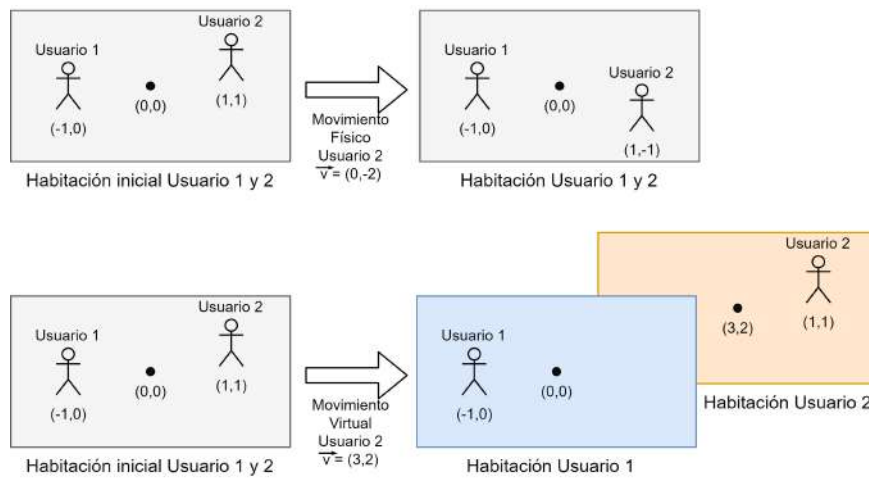 Usuario 1
Usuario 2
(0,0)
(1,1)
(-1,0)
Habitación inicial Usuario 1 y 2
Movimiento
Físico
Usuario 2
v = (0,-2)
Usuario 1
Usuario 2
(0,0)
(-1,0)
(1,-1)
Habitación Usuario 1 y 2
Usuario 1
Usuario 2
(0,0)
(1,1)
(-1,0)
Habitación inicial Usuario 1 y 2
Movimiento
Virtual
Usuario 2
v = (3,2)
Usuario 1
(0,0)
(-1,0)
Habitación Usuario 1
Usuario 2
(3,2)
(1,1)
Habitación Usuario 2